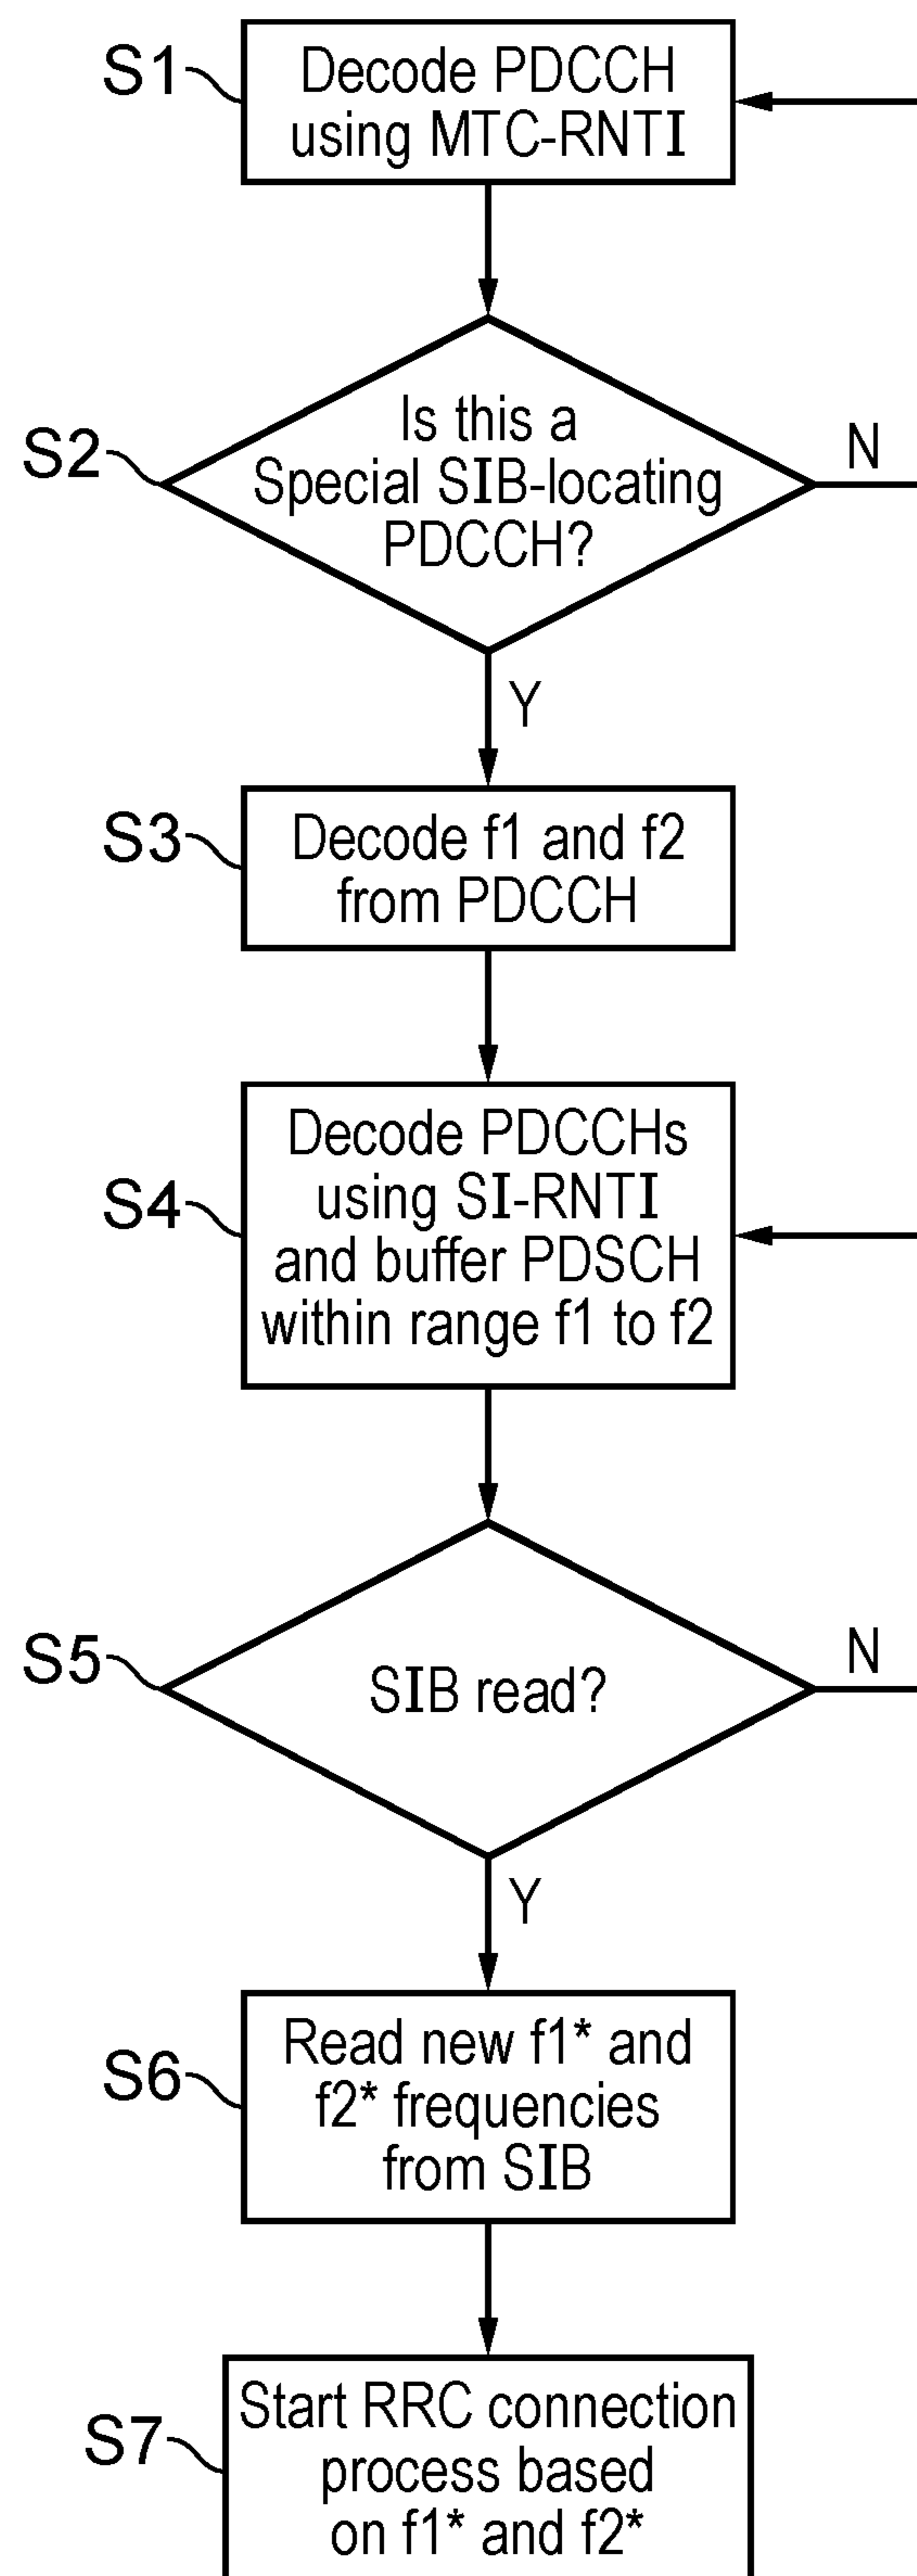 S1
Decode PDCCH
using MTC-RNTI
S2
Is this a
Special SIB-locating
PDCCH?
N
Y
S3
Decode f1 and f2
from PDCCH
S4
Decode PDCCHs
using SI-RNTI
and buffer PDSCH
within range f1 to f2
S5
SIB read?
N
Y
S6
Read new f1* and
f2* frequencies
from SIB
S7
Start RRC connection
process based
on f1* and f2*